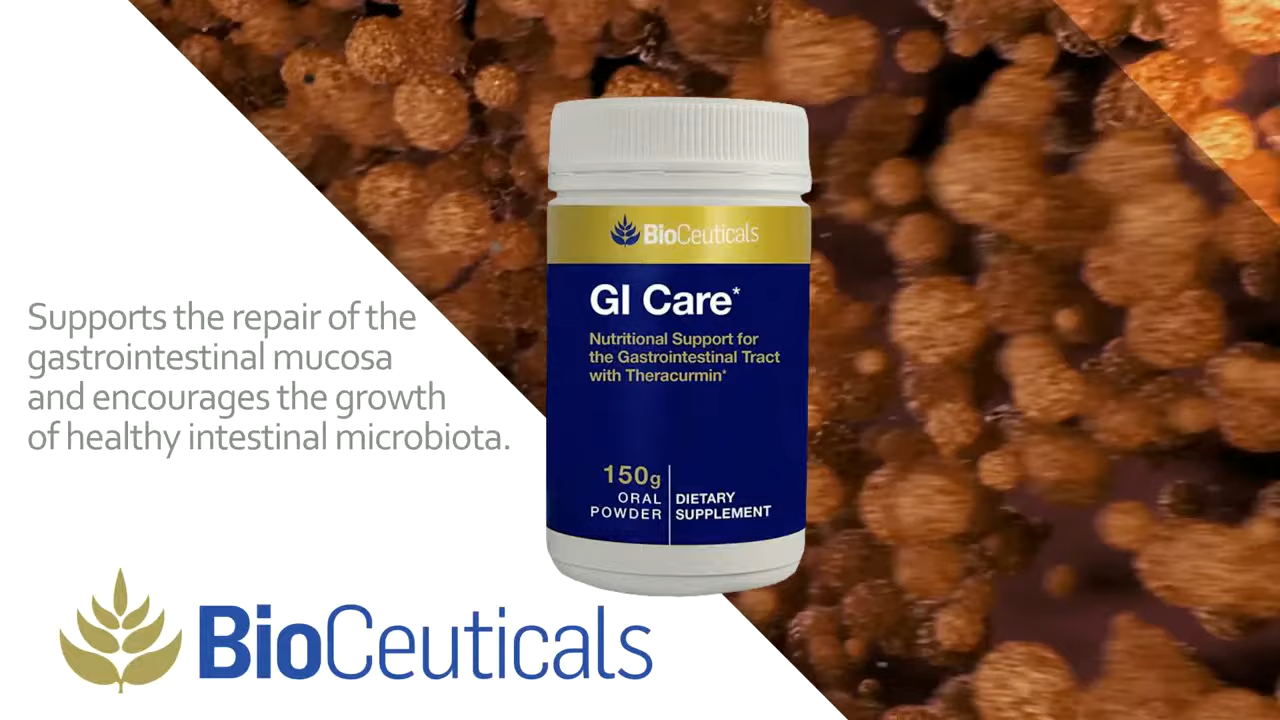 Supports the repair of the
gastrointestinal mucosa
and encourages the growth
of healthy intestinal microbiota.
BioCeuticals
BioCeuticals
GI Care*
Nutritional Support for
the Gastrointestinal Tract
with Theracurmin*
150g
ORAL
POWDER
DIETARY
SUPPLEMENT